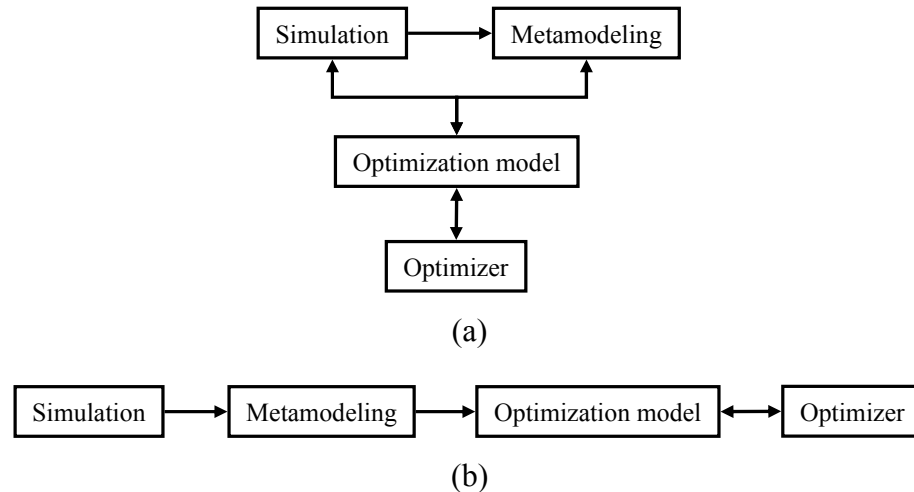 Simulation
Metamodeling
Optimization model
Optimizer
(a)
Simulation
Metamodeling
Optimization model
Optimizer
(b)